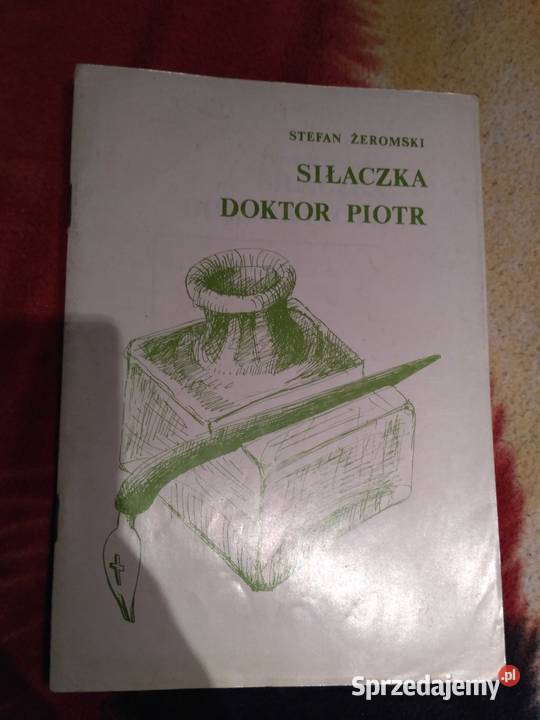 STEFAN ŻEROMSKI
SIŁACZKA
DOKTOR PIOTR
Sprzedajemy.pl